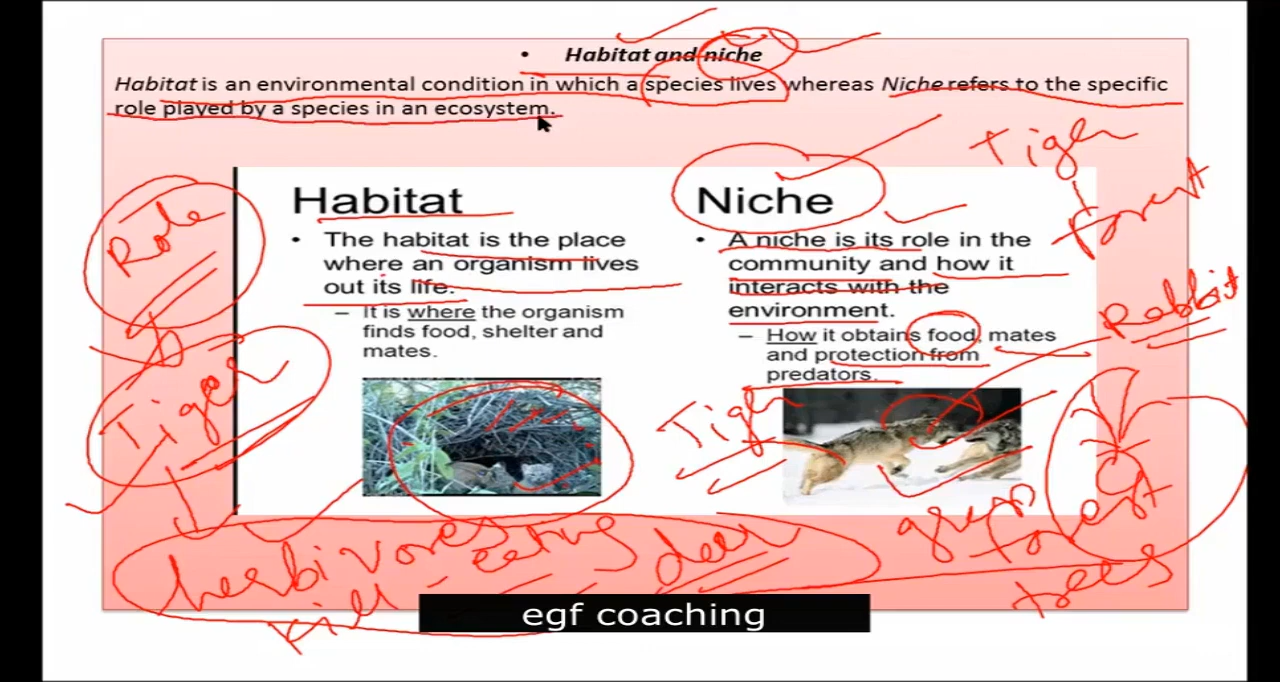 • Habitat and niche
Habitat is an environmental condition in which a species lives whereas Niche refers to the specific
role played by a species in an ecosystem.
Tiger
forest
Role
Habitat
• The habitat is the place
where an organism lives
out its life.
– It is where the organism
finds food, shelter and
mates.
Niche
• A niche is its role in the
community and how it
interacts with the
environment.
– How it obtains food, mates
and protection from
predators.
Rabbit
Tiger
Tiger
green
forest
trees
herbivores eating deer
kill
egf coaching